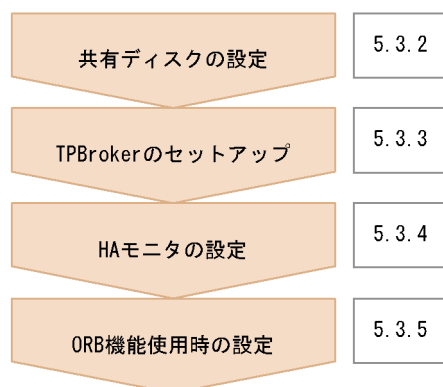 共有ディスクの設定
5.3.2
TPBrokerのセットアップ
5.3.3
HAモニタの設定
5.3.4
ORB機能使用時の設定
5.3.5